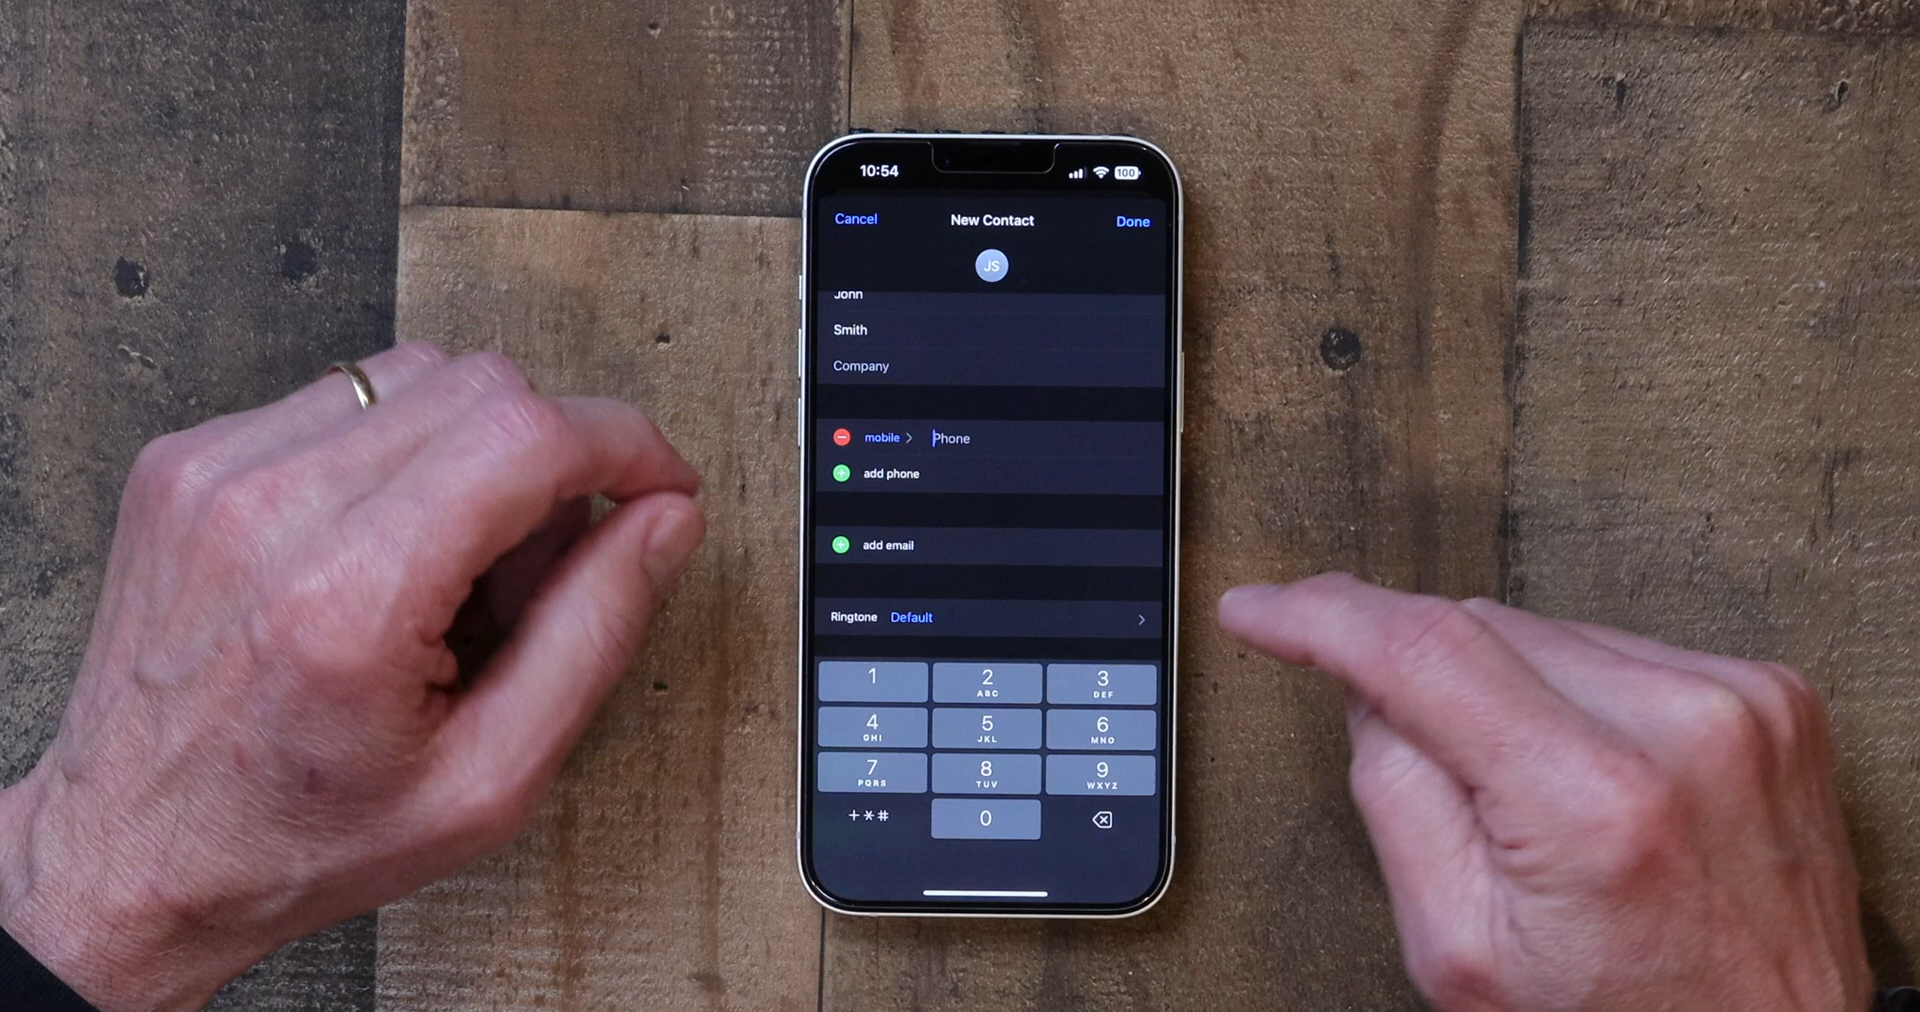 10:54
100
Cancel New Contact Done
JS
John
Smith
Company
mobile Phone
add phone
add email
Ringtone Default
1 2 3
ABC DEF
4 5 6
GHI JKL MNO
7 8 9
PQRS TUV WXYZ
+*# 0